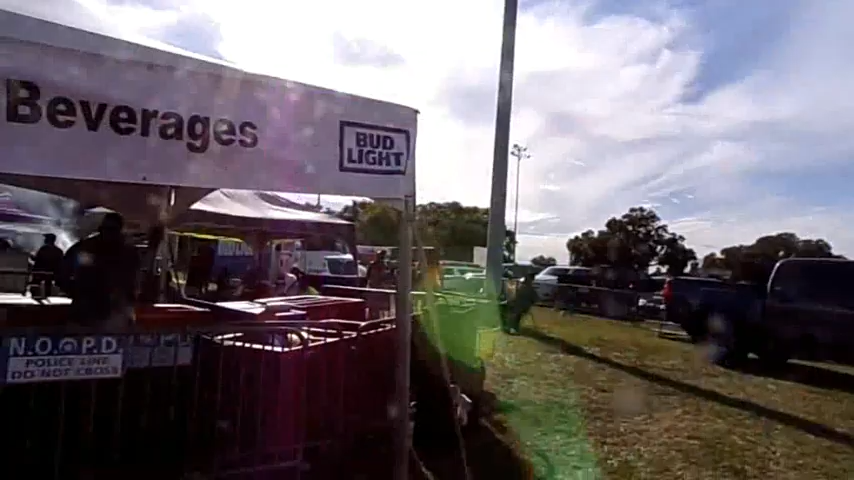 Beverages
BUD
LIGHT
N.O.P.D
POLICE LINE
DO NOT CROSS